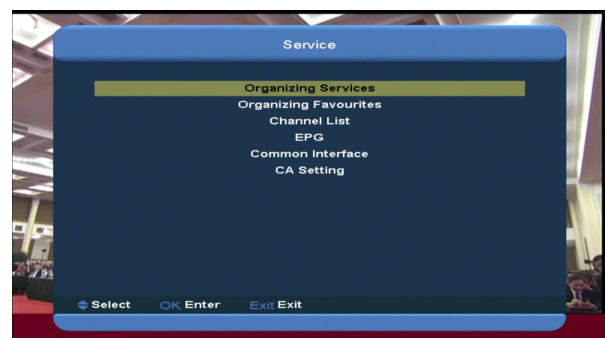 Service
Organizing Services
Organizing Favourites
Channel List
EPG
Common Interface
CA Setting
Select OK Enter Exit Exit